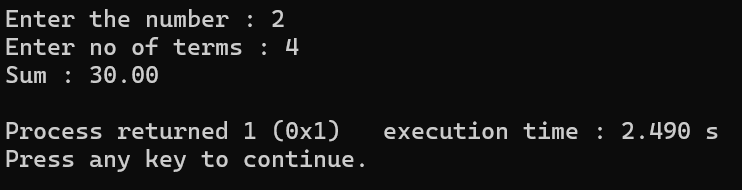 Enter the number : 2
Enter no of terms : 4
Sum : 30.00
Process returned 1 (0x1)   execution time : 2.490 s
Press any key to continue.